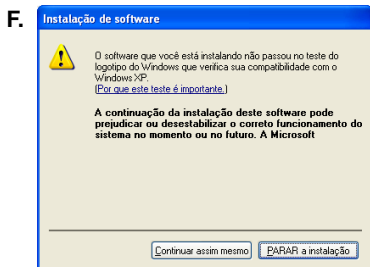 F.
Instalação de software
O software que você está instalando não passou no teste do
logotipo do Windows que verifica sua compatibilidade com o
Windows XP.
(Por que este teste é importante.)
A continuação da instalação deste software pode
prejudicar ou desestabilizar o correto funcionamento do
sistema no momento ou no futuro. A Microsoft
Continuar assim mesmo PARAR a instalação